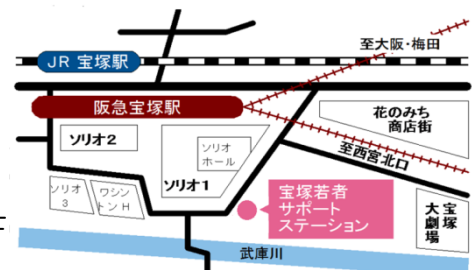 至大阪・梅田
JR 宝塚駅
阪急宝塚駅
花のみち
商店街
ソリオ2
ソリオ
ホール
至西宮北口
ソリオ1
ソリオ
3
ワシン
トンH
宝塚若者
サポート
ステーション
宝塚
大劇場
武庫川